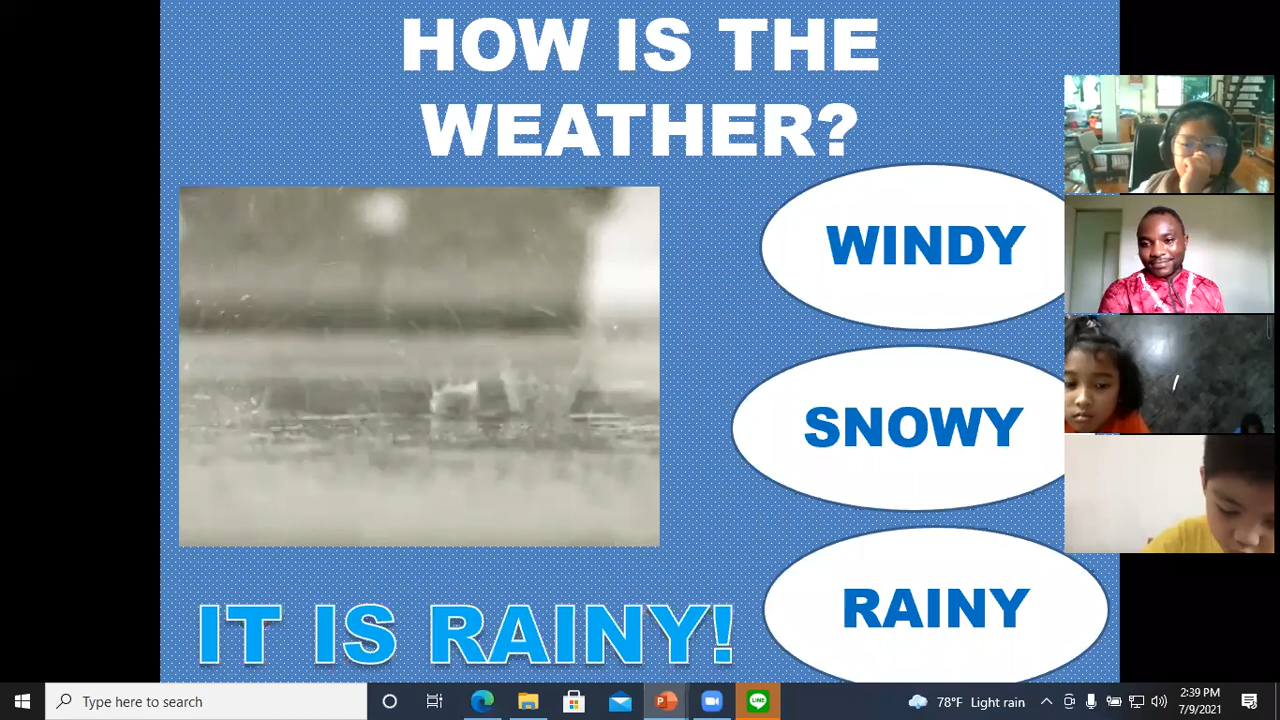 HOW IS THE
WEATHER?
WINDY
SNOWY
RAINY
IT IS RAINY!
Type here to search
LINE
78°F Light rain
2:39 PM
7/9/2021